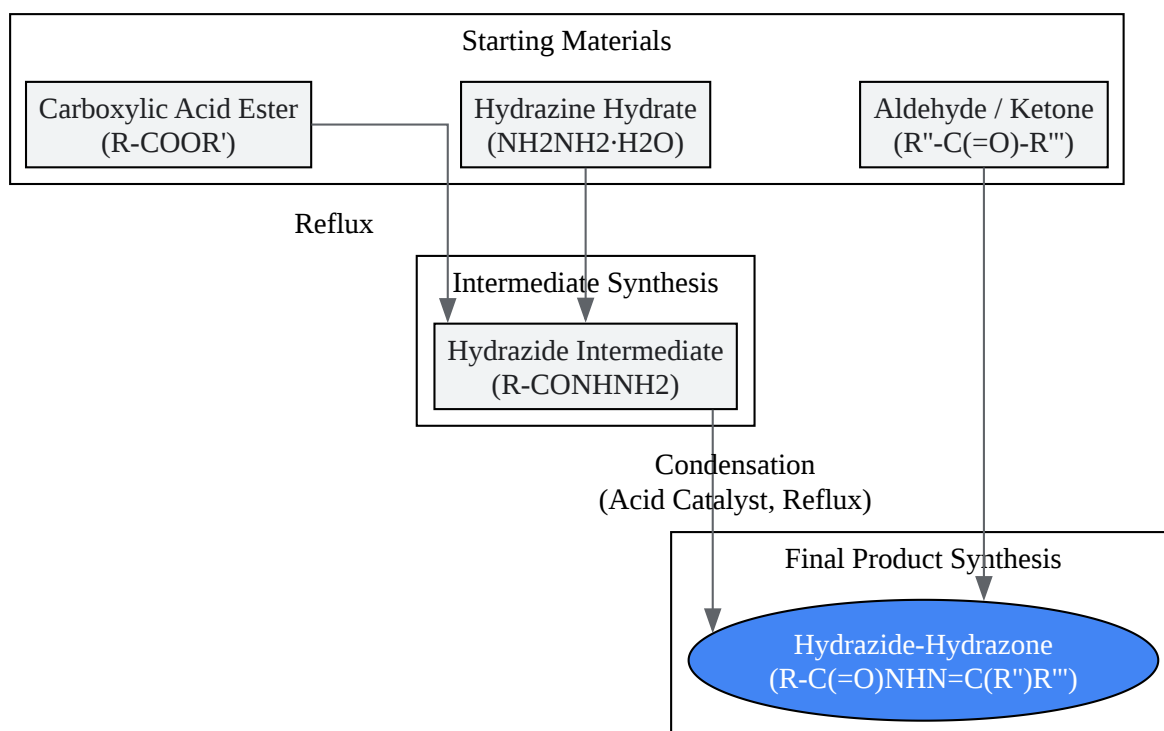 Starting Materials
Carboxylic Acid Ester
(R-COOR')
Hydrazine Hydrate
(NH2NH2·H2O)
Aldehyde / Ketone
(R''-C(=O)-R''')
Reflux
Intermediate Synthesis
Hydrazide Intermediate
(R-CONHNH2)
Condensation
(Acid Catalyst, Reflux)
Final Product Synthesis
Hydrazide-Hydrazone
(R-C(=O)NHN=C(R'')R''')